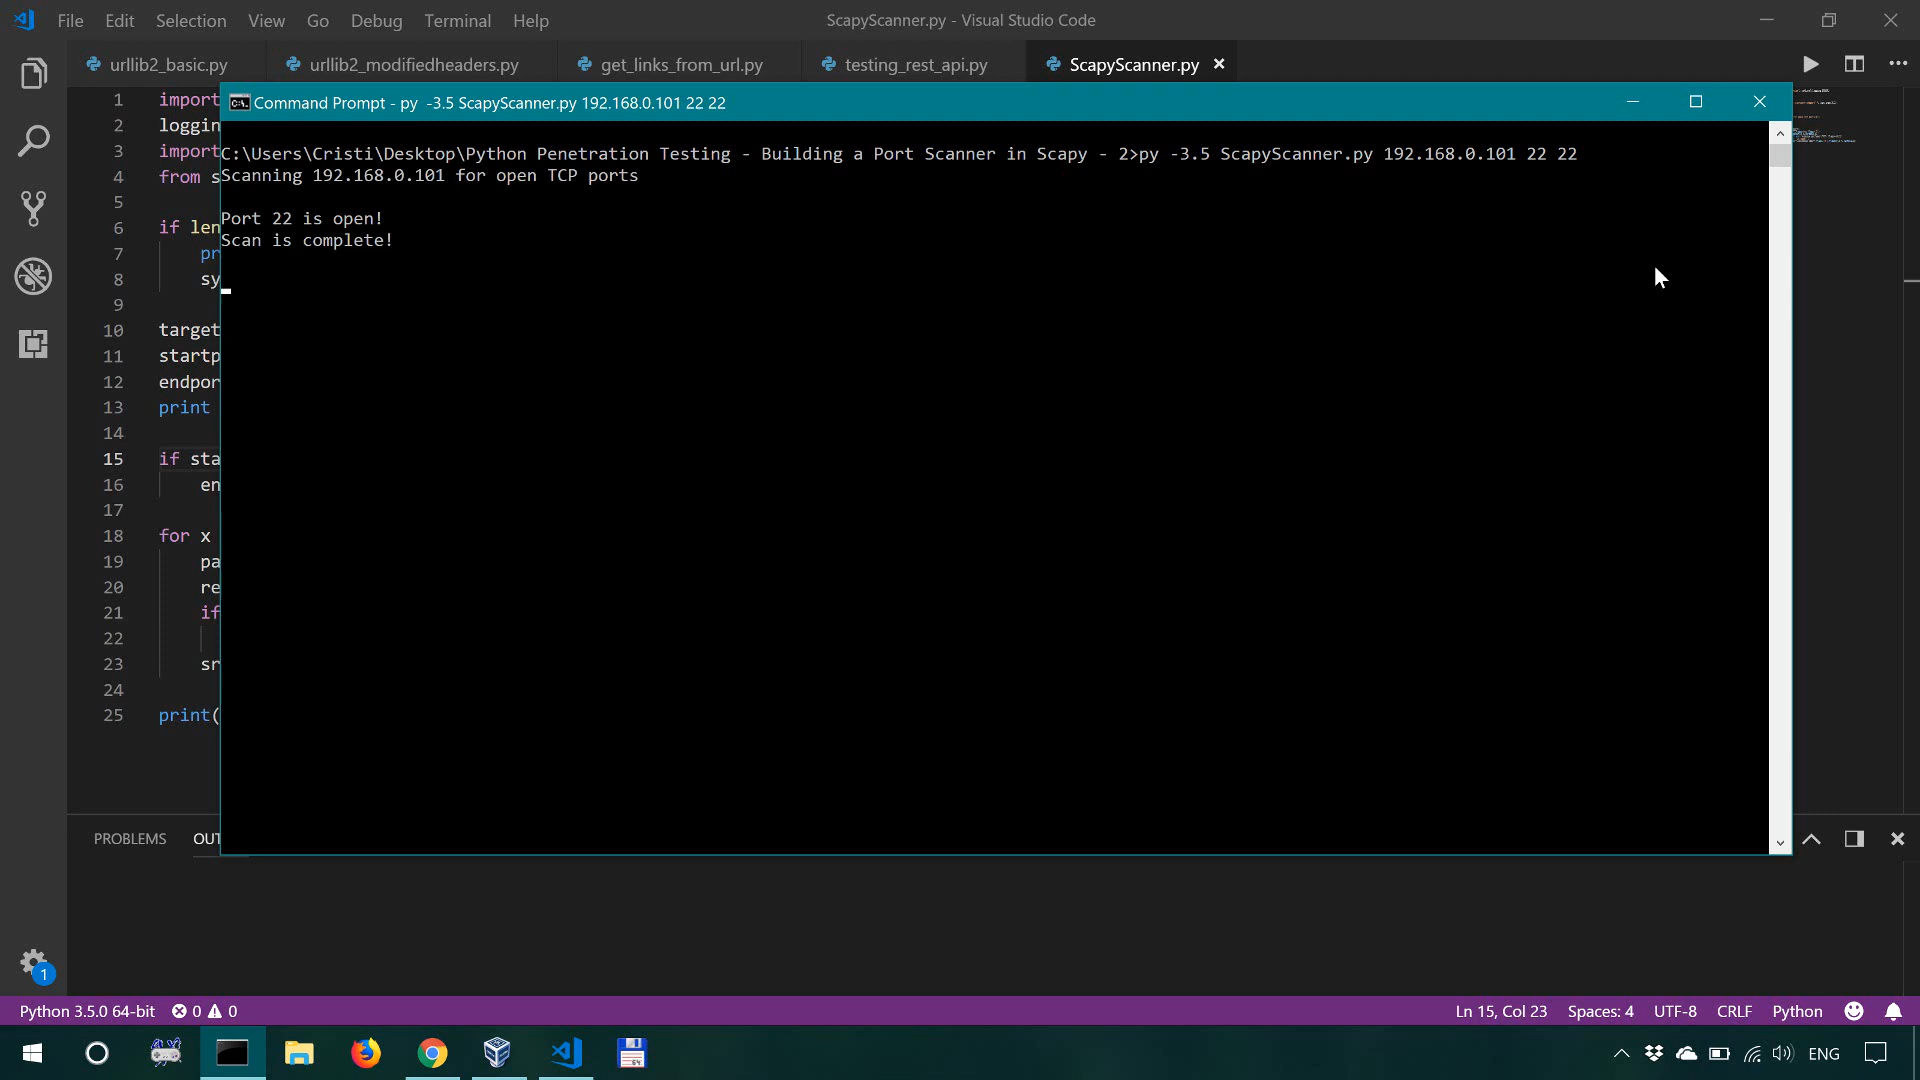 File Edit Selection View Go Debug Terminal Help
ScapyScanner.py - Visual Studio Code
urllib2_basic.py
urllib2_modifiedheaders.py
get_links_from_url.py
testing_rest_api.py
ScapyScanner.py
Command Prompt - py  -3.5 ScapyScanner.py 192.168.0.101 22 22
C:\Users\Cristi\Desktop\Python Penetration Testing - Building a Port Scanner in Scapy - 2>py -3.5 ScapyScanner.py 192.168.0.101 22 22
Scanning 192.168.0.101 for open TCP ports
Port 22 is open!
Scan is complete!
1 import
2 loggin
3 import
4 from s
5
6 if len
7 pr
8 sy
9
10 target
11 startp
12 endpor
13 print
14
15 if sta
16 en
17
18 for x
19 pa
20 re
21 if
22
23 sr
24
25 print(
PROBLEMS OUT
1
Python 3.5.0 64-bit 0 0
Ln 15, Col 23 Spaces: 4 UTF-8 CRLF Python
64
ENG